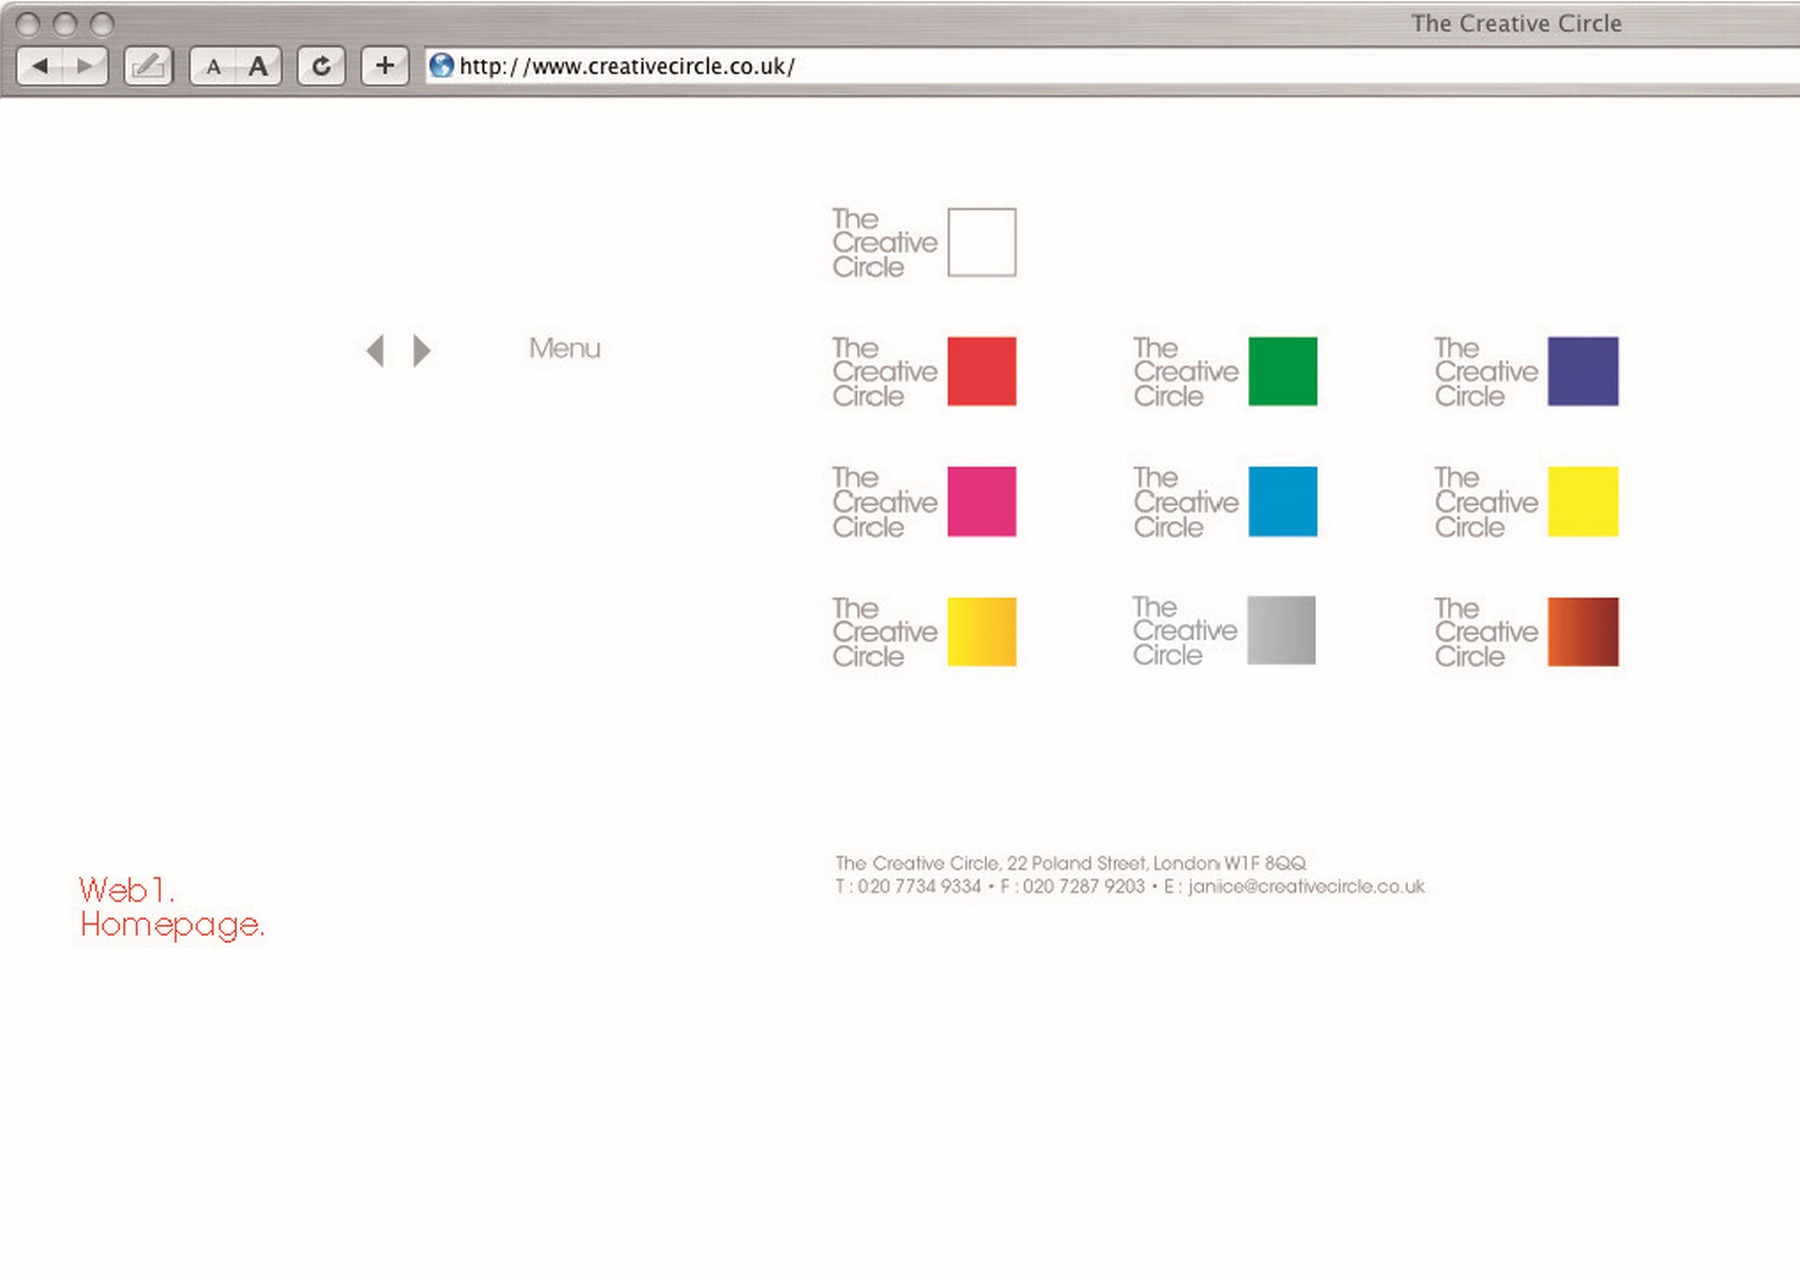 The Creative Circle
A A + http://www.creativecircle.co.uk/
The
Creative
Circle
Menu
The
Creative
Circle
The
Creative
Circle
The
Creative
Circle
The
Creative
Circle
The
Creative
Circle
The
Creative
Circle
The
Creative
Circle
The
Creative
Circle
The
Creative
Circle
The Creative Circle, 22 Poland Street, London W1F 8QQ
T : 020 7734 9334 • F : 020 7287 9203 • E : janiice@creativecircle.co.uk
Web1.
Homepage.